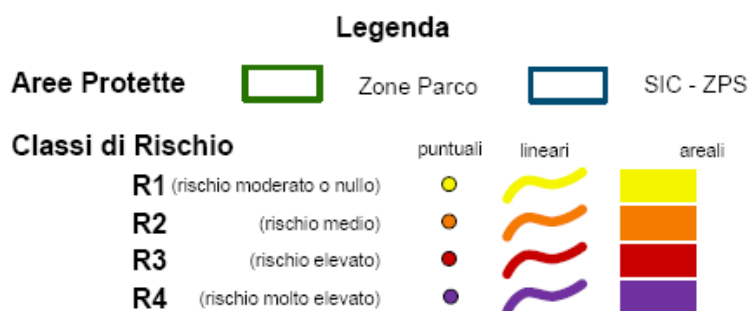 Legenda
Aree Protette Zone Parco SIC - ZPS
Classi di Rischio puntuali lineari areali
R1 (rischio moderato o nullo)
R2 (rischio medio)
R3 (rischio elevato)
R4 (rischio molto elevato)